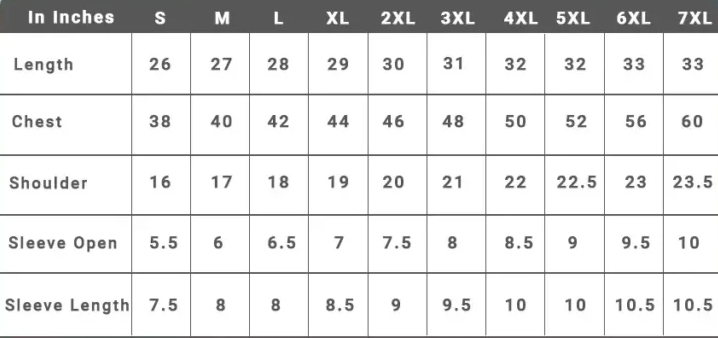 In Inches S M L XL 2XL 3XL 4XL 5XL 6XL 7XL
Length 26 27 28 29 30 31 32 32 33 33
Chest 38 40 42 44 46 48 50 52 56 60
Shoulder 16 17 18 19 20 21 22 22.5 23 23.5
Sleeve Open 5.5 6 6.5 7 7.5 8 8.5 9 9.5 10
Sleeve Length 7.5 8 8 8.5 9 9.5 10 10 10.5 10.5